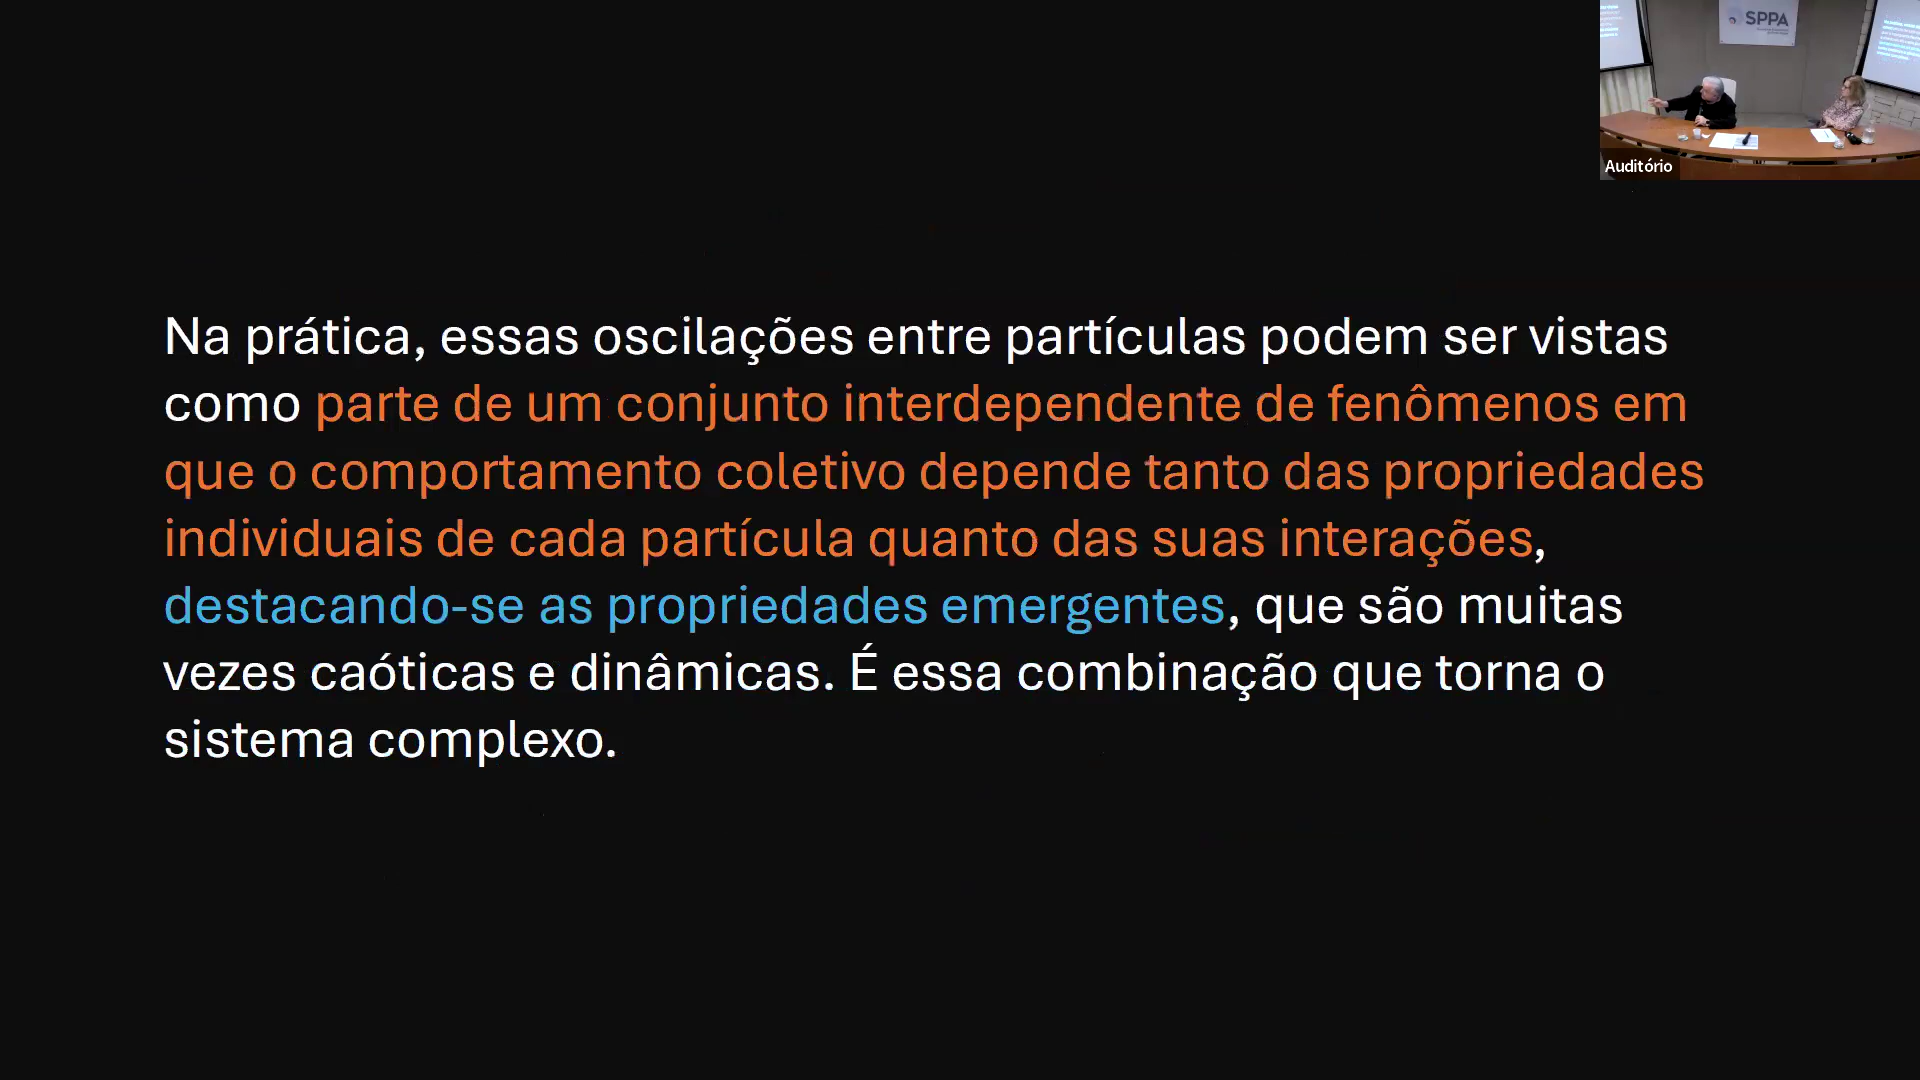 SPPA
Auditório
Na prática, essas oscilações entre partículas podem ser vistas
como parte de um conjunto interdependente de fenômenos em
que o comportamento coletivo depende tanto das propriedades
individuais de cada partícula quanto das suas interações,
destacando-se as propriedades emergentes, que são muitas
vezes caóticas e dinâmicas. É essa combinação que torna o
sistema complexo.